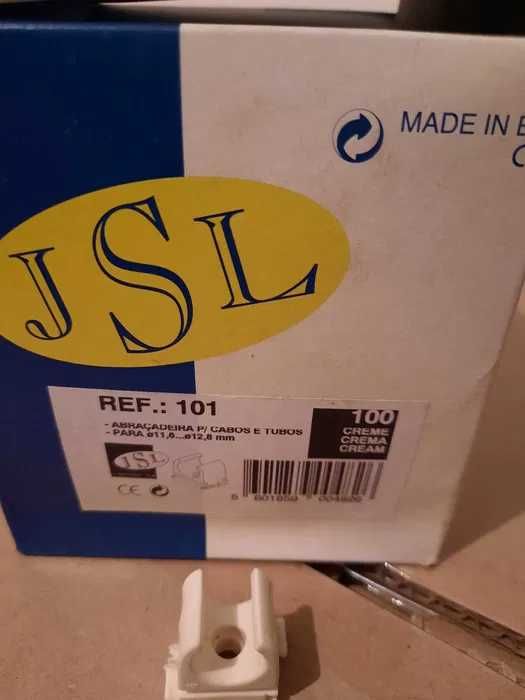 MADE IN E
C
JSL
REF.: 101
- ABRAÇADEIRA P/ CABOS E TUBOS
- PARA ø11,6...ø12,8 mm
100
CREME
CREMA
CREAM
JSL
CE